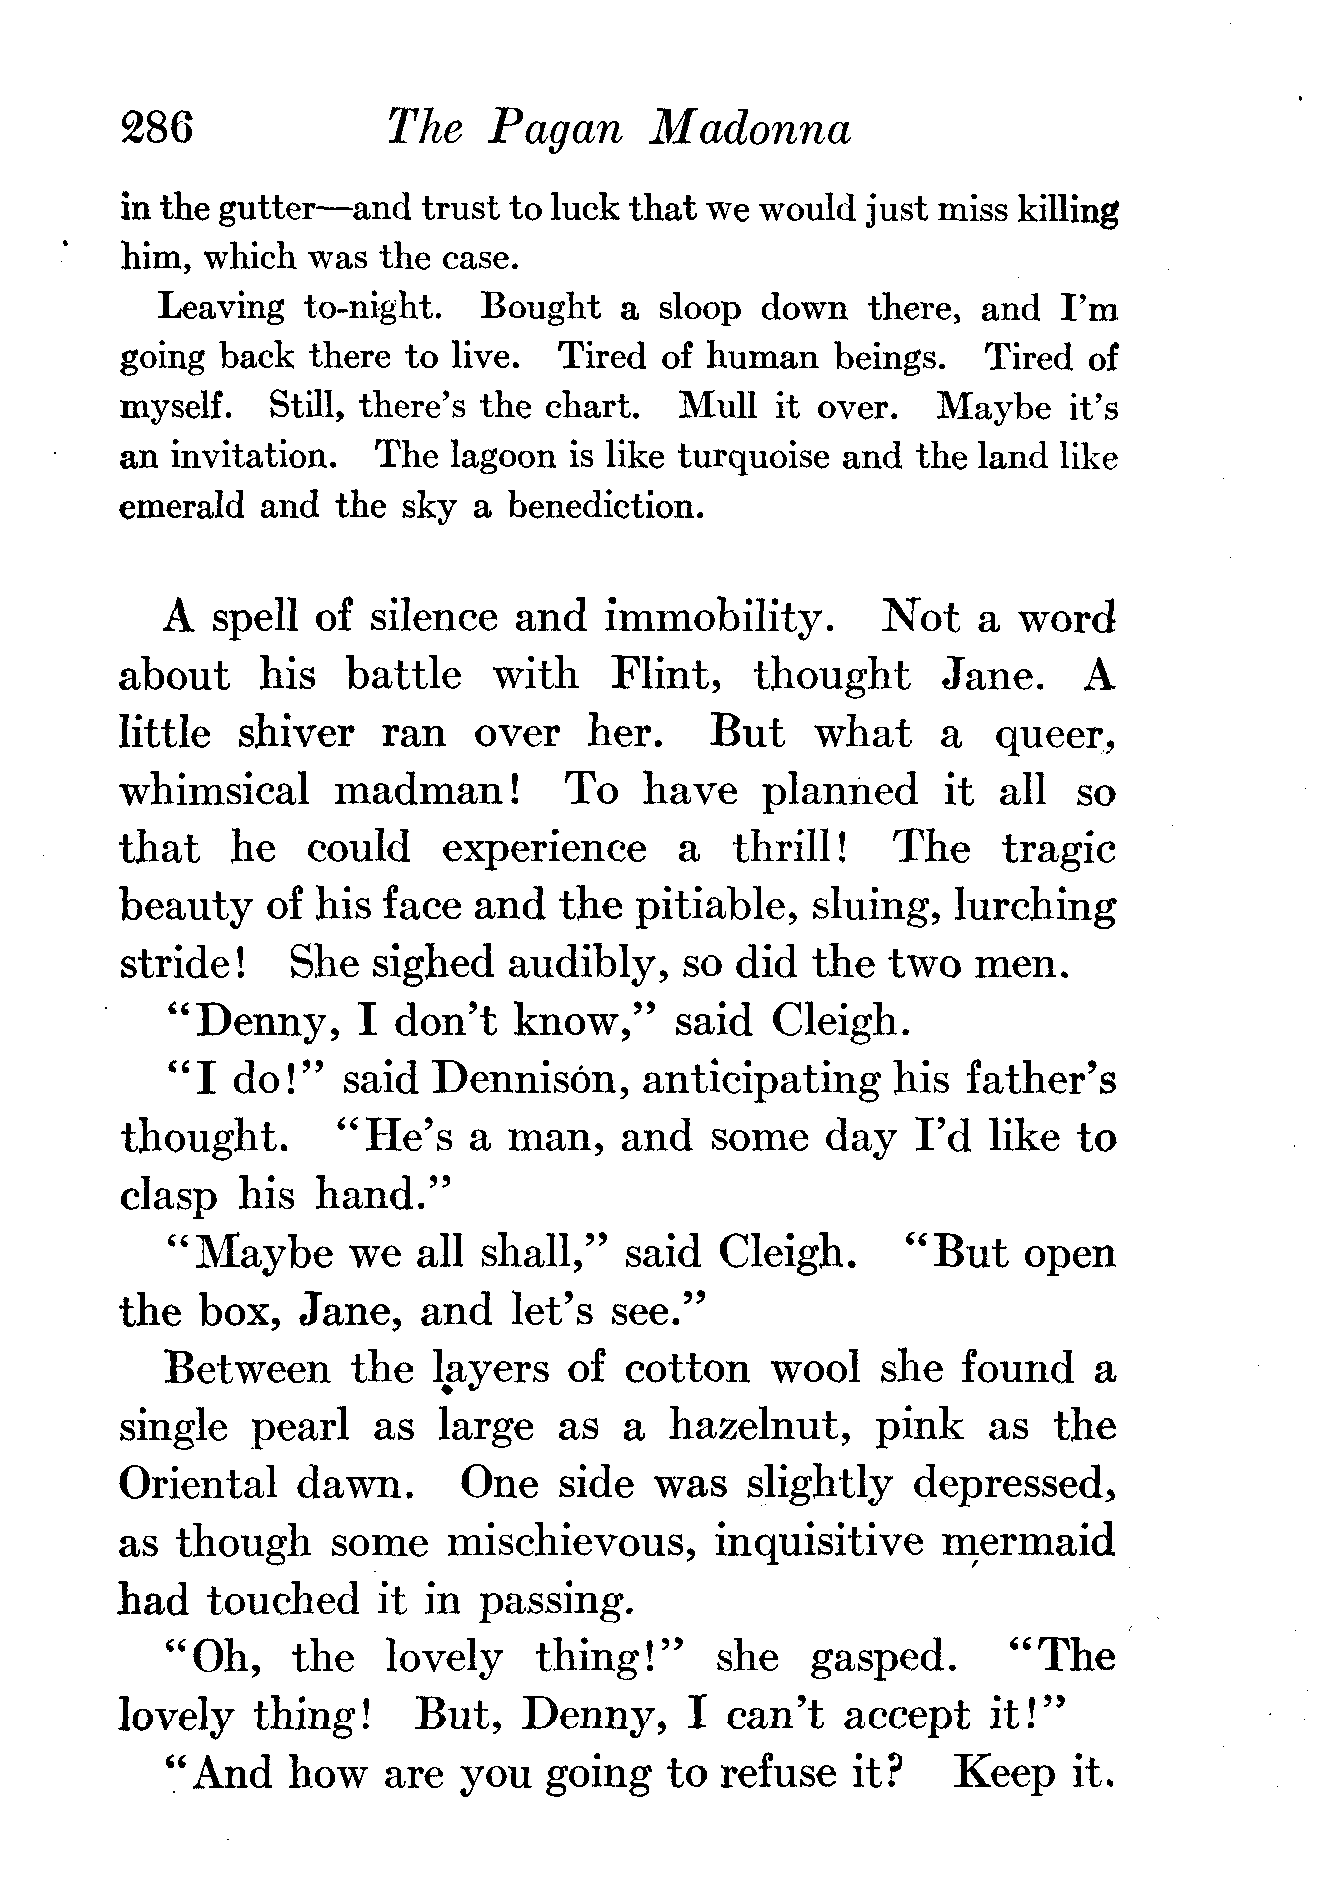 286 The Pagan Madonna
in the gutter—and trust to luck that we would just miss killing
him, which was the case.
Leaving to-night. Bought a sloop down there, and I'm
going back there to live. Tired of human beings. Tired of
myself. Still, there's the chart. Mull it over. Maybe it's
an invitation. The lagoon is like turquoise and the land like
emerald and the sky a benediction.
A spell of silence and immobility. Not a word
about his battle with Flint, thought Jane. A
little shiver ran over her. But what a queer,
whimsical madman! To have planned it all so
that he could experience a thrill! The tragic
beauty of his face and the pitiable, sluing, lurching
stride! She sighed audibly, so did the two men.
"Denny, I don't know," said Cleigh.
"I do!" said Dennison, anticipating his father's
thought. "He's a man, and some day I'd like to
clasp his hand."
"Maybe we all shall," said Cleigh. "But open
the box, Jane, and let's see."
Between the layers of cotton wool she found a
single pearl as large as a hazelnut, pink as the
Oriental dawn. One side was slightly depressed,
as though some mischievous, inquisitive mermaid
had touched it in passing.
"Oh, the lovely thing!" she gasped. "The
lovely thing! But, Denny, I can't accept it!"
"And how are you going to refuse it? Keep it.